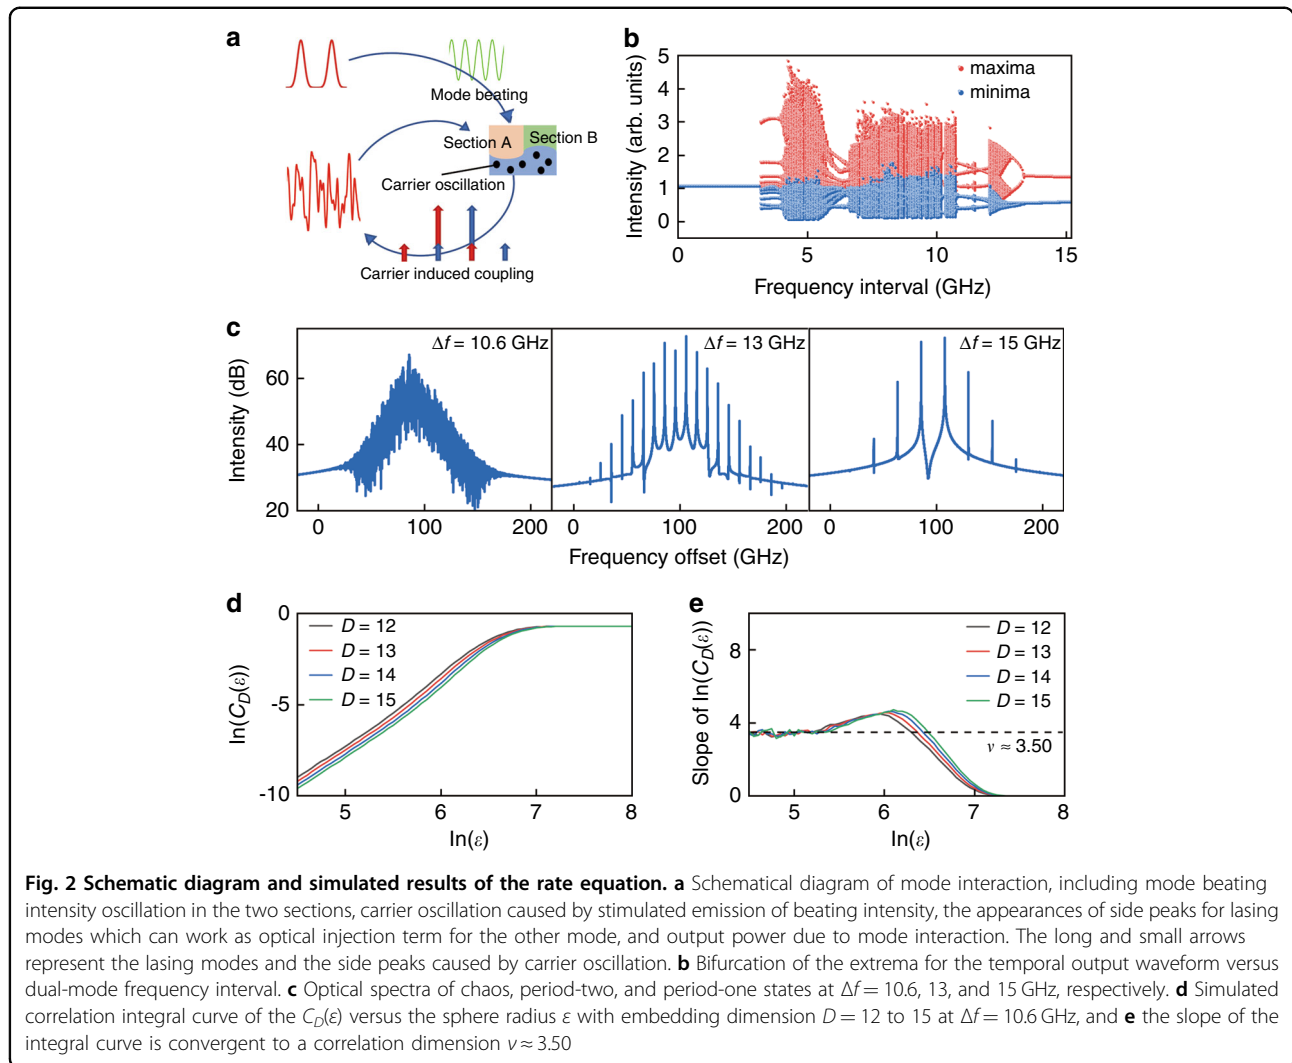 a
Mode beating
Section A
Section B
Carrier oscillation
Carrier induced coupling
b
Intensity (arb. units)
5
4
3
2
1
0
maxima
minima
0
5
10
15
Frequency interval (GHz)
c
Intensity (dB)
60
40
20
Δf = 10.6 GHz
Δf = 13 GHz
Δf = 15 GHz
0 100 200
0 100 200
0 100 200
Frequency offset (GHz)
d
ln(C_D(ε))
0
-5
-10
D = 12
D = 13
D = 14
D = 15
5 6 7 8
ln(ε)
e
Slope of ln(C_D(ε))
8
4
0
D = 12
D = 13
D = 14
D = 15
ν ≈ 3.50
5 6 7 8
ln(ε)
Fig. 2 Schematic diagram and simulated results of the rate equation. a Schematical diagram of mode interaction, including mode beating
intensity oscillation in the two sections, carrier oscillation caused by stimulated emission of beating intensity, the appearances of side peaks for lasing
modes which can work as optical injection term for the other mode, and output power due to mode interaction. The long and small arrows
represent the lasing modes and the side peaks caused by carrier oscillation. b Bifurcation of the extrema for the temporal output waveform versus
dual-mode frequency interval. c Optical spectra of chaos, period-two, and period-one states at Δf = 10.6, 13, and 15 GHz, respectively. d Simulated
correlation integral curve of the C_D(ε) versus the sphere radius ε with embedding dimension D = 12 to 15 at Δf = 10.6 GHz, and e the slope of the
integral curve is convergent to a correlation dimension ν ≈ 3.50